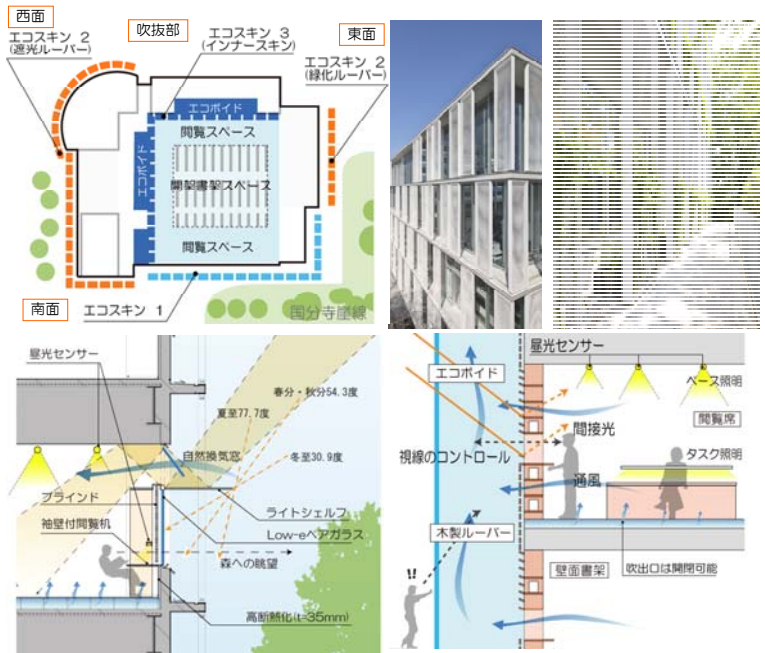 西面
エコスキン 2
(遮光ルーバー)
吹抜部
エコスキン 3
(インナースキン)
東面
エコスキン 2
(緑化ルーバー)
エコボイド
閲覧スペース
エコボイド
開架書架スペース
閲覧スペース
南面
エコスキン 1
国分寺崖線
昼光センサー
春分・秋分54.3度
夏至77.7度
自然換気窓
冬至30.9度
ブラインド
ライトシェルフ
袖壁付閲覧机
Low-eペアガラス
森への眺望
高断熱化(t=35mm)
昼光センサー
エコボイド
ベース照明
閲覧席
間接光
視線のコントロール
タスク照明
通風
木製ルーバー
壁面書架
吹出口は開閉可能
!!